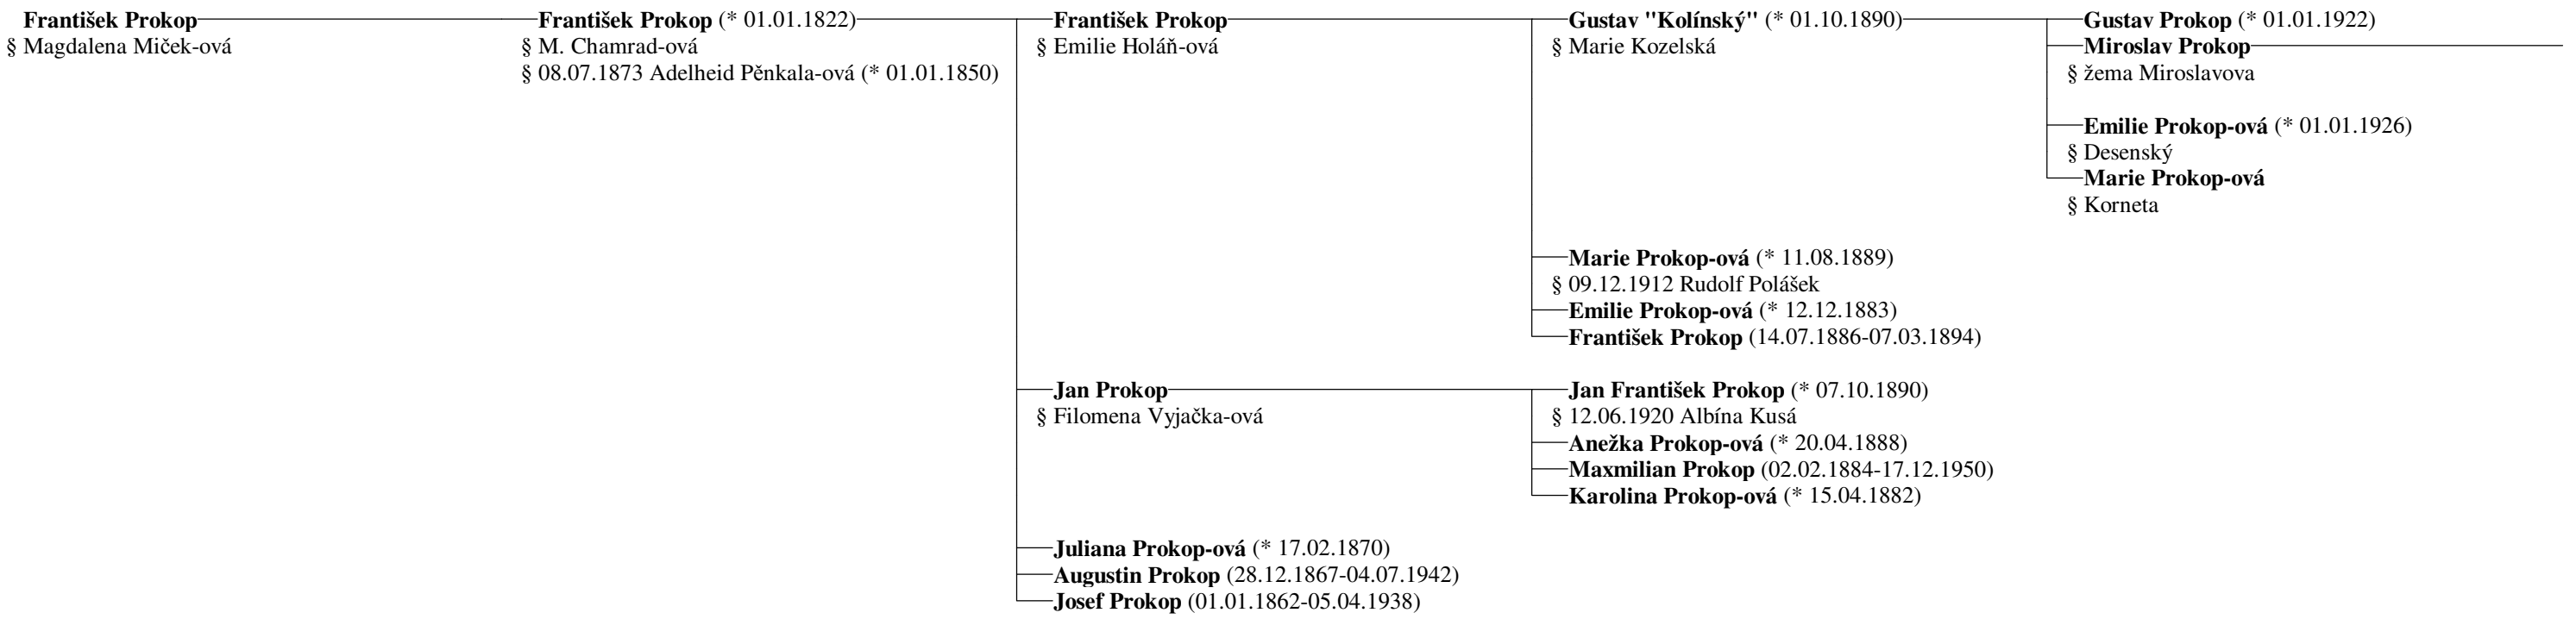 František Prokop
§ Magdalena Miček-ová
František Prokop (* 01.01.1822)
§ M. Chamrad-ová
§ 08.07.1873 Adelheid Pěnkala-ová (* 01.01.1850)
František Prokop
§ Emilie Holáň-ová
Gustav "Kolínský" (* 01.10.1890)
§ Marie Kozelská
Gustav Prokop (* 01.01.1922)
Miroslav Prokop
§ žema Miroslavova
Emilie Prokop-ová (* 01.01.1926)
§ Desenský
Marie Prokop-ová
§ Korneta
Marie Prokop-ová (* 11.08.1889)
§ 09.12.1912 Rudolf Polášek
Emilie Prokop-ová (* 12.12.1883)
František Prokop (14.07.1886-07.03.1894)
Jan Prokop
§ Filomena Vyjačka-ová
Jan František Prokop (* 07.10.1890)
§ 12.06.1920 Albína Kusá
Anežka Prokop-ová (* 20.04.1888)
Maxmilian Prokop (02.02.1884-17.12.1950)
Karolina Prokop-ová (* 15.04.1882)
Juliana Prokop-ová (* 17.02.1870)
Augustin Prokop (28.12.1867-04.07.1942)
Josef Prokop (01.01.1862-05.04.1938)